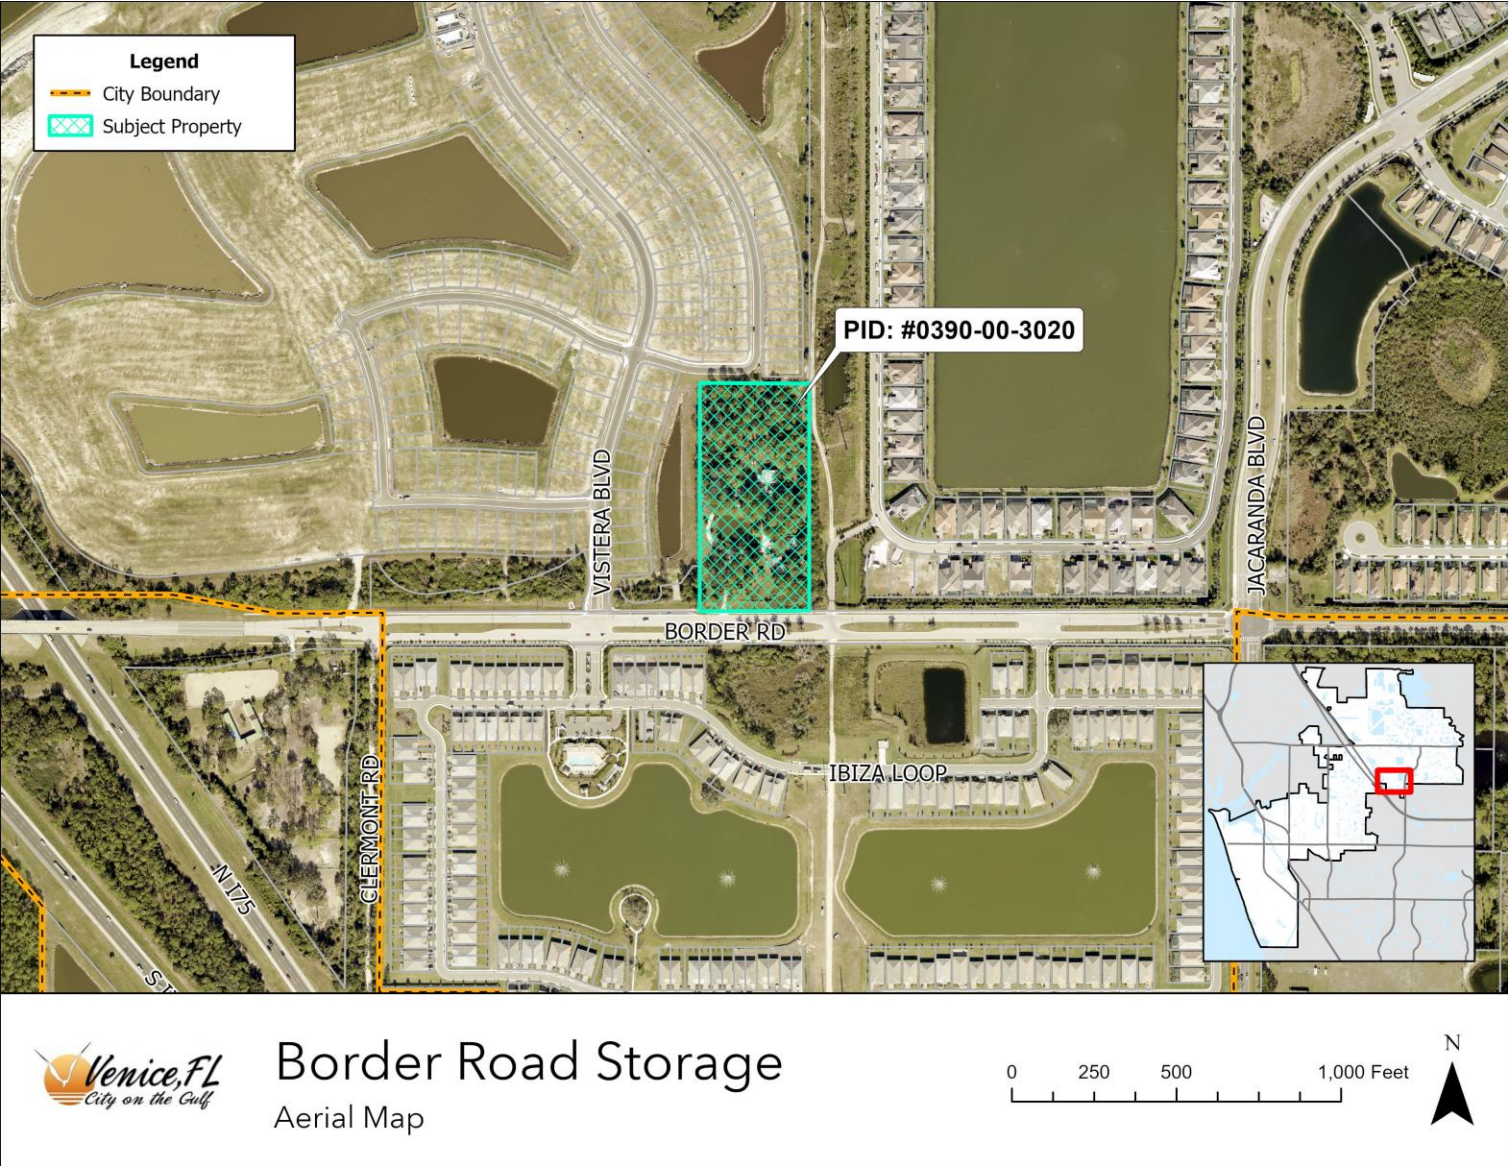 Legend
City Boundary
Subject Property
PID: #0390-00-3020
VISTERA BLVD
JACARANDA BLVD
BORDER RD
IBIZA LOOP
CLERMONT RD
N I75
Venice, FL
City on the Gulf
Border Road Storage
Aerial Map
0 250 500 1,000 Feet
N